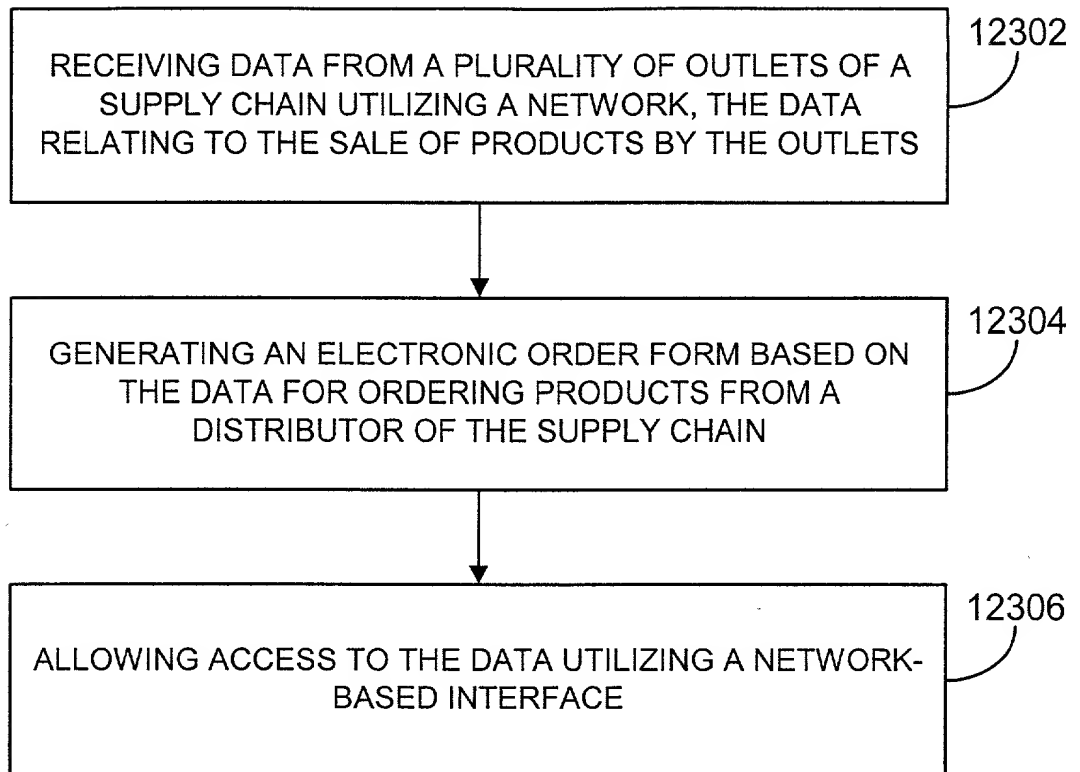 12302
RECEIVING DATA FROM A PLURALITY OF OUTLETS OF A
SUPPLY CHAIN UTILIZING A NETWORK, THE DATA
RELATING TO THE SALE OF PRODUCTS BY THE OUTLETS
12304
GENERATING AN ELECTRONIC ORDER FORM BASED ON
THE DATA FOR ORDERING PRODUCTS FROM A
DISTRIBUTOR OF THE SUPPLY CHAIN
12306
ALLOWING ACCESS TO THE DATA UTILIZING A NETWORK-
BASED INTERFACE